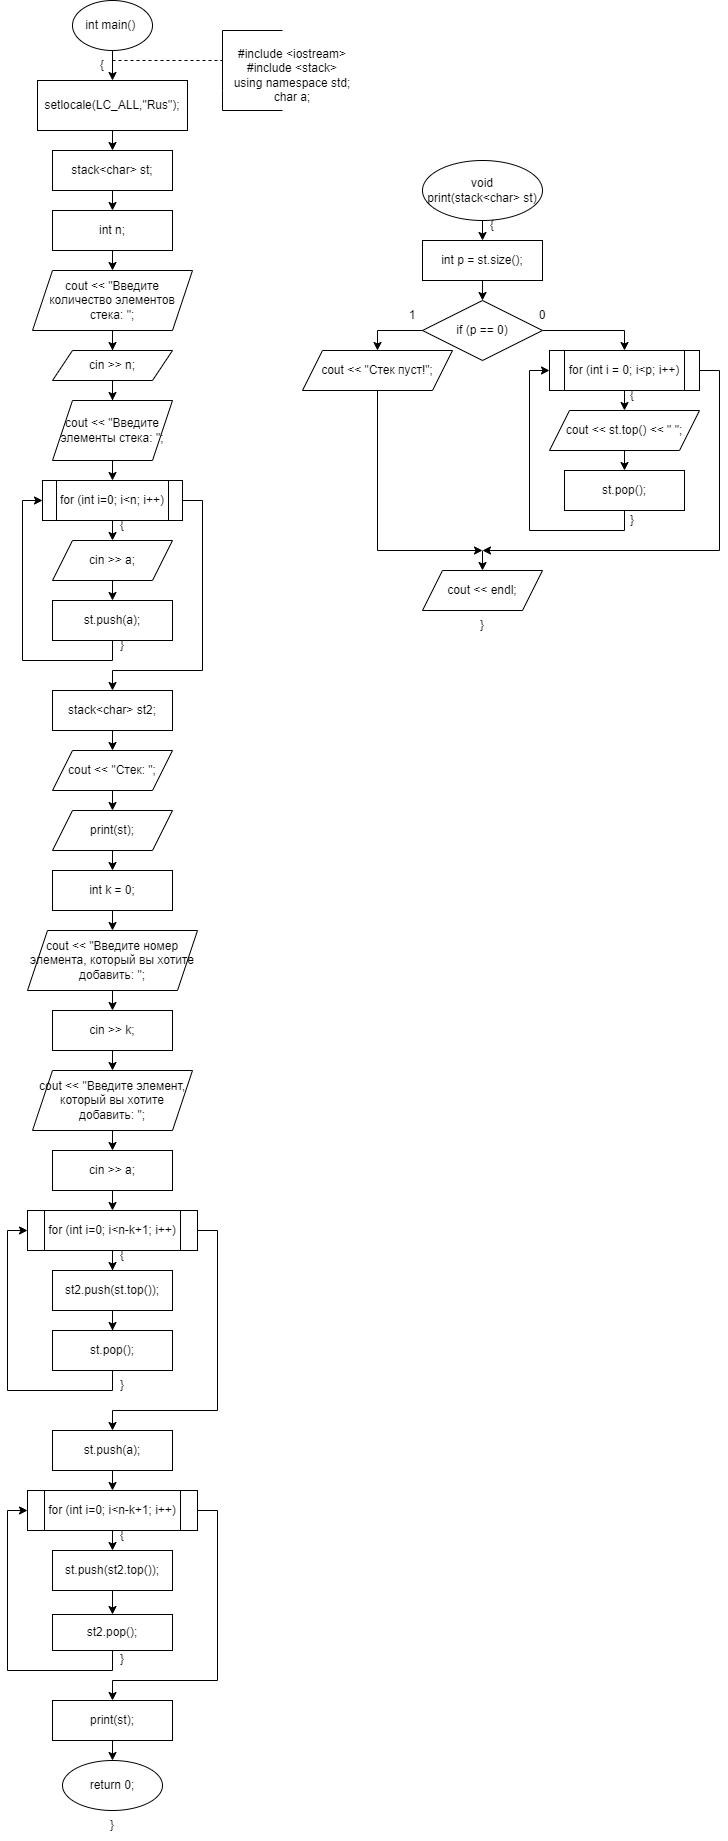 int main()
{
#include <iostream>
#include <stack>
using namespace std;
char a;
setlocale(LC_ALL,"Rus");
stack<char> st;
int n;
cout << "Введите
количество элементов
стека: ";
cin >> n;
cout << "Введите
элементы стека: ";
for (int i=0; i<n; i++)
{
cin >> a;
st.push(a);
}
stack<char> st2;
cout << "Стек: ";
print(st);
int k = 0;
cout << "Введите номер
элемента, который вы хотите
добавить: ";
cin >> k;
cout << "Введите элемент,
который вы хотите
добавить: ";
cin >> a;
for (int i=0; i<n-k+1; i++)
{
st2.push(st.top());
st.pop();
}
st.push(a);
for (int i=0; i<n-k+1; i++)
{
st.push(st2.top());
st2.pop();
}
print(st);
return 0;
}
void
print(stack<char> st)
{
int p = st.size();
if (p == 0)
1
0
cout << "Стек пуст!";
for (int i = 0; i<p; i++)
{
cout << st.top() << " ";
st.pop();
}
cout << endl;
}